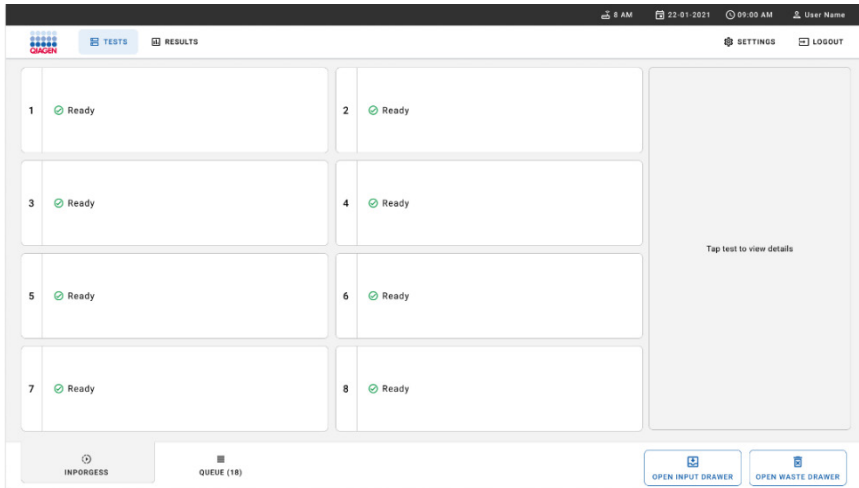 8 AM 22-01-2021 09:00 AM User Name
QIAGEN TESTS RESULTS SETTINGS LOGOUT
1 Ready 2 Ready
3 Ready 4 Ready
Tap test to view details
5 Ready 6 Ready
7 Ready 8 Ready
INPORGESS QUEUE (18) OPEN INPUT DRAWER OPEN WASTE DRAWER